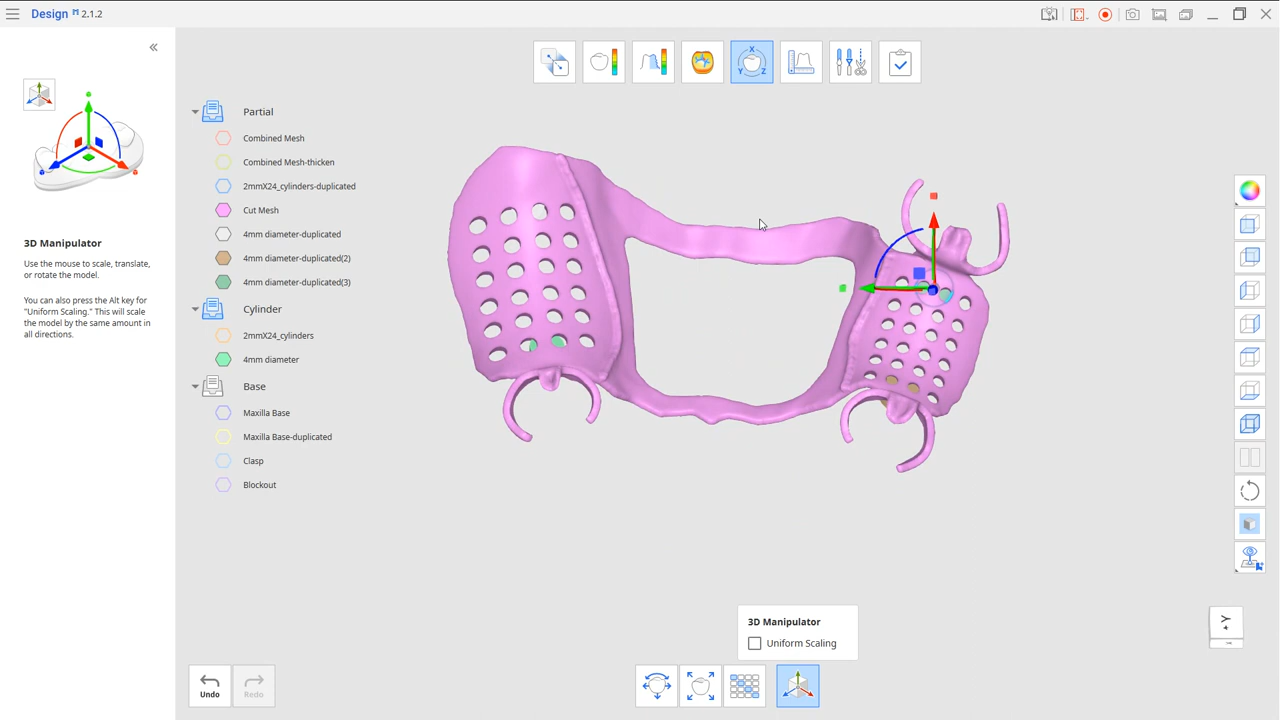 Design 2.1.2
«
3D Manipulator
Use the mouse to scale, translate,
or rotate the model.
You can also press the Alt key for
"Uniform Scaling." This will scale
the model by the same amount in
all directions.
Partial
Combined Mesh
Combined Mesh-thicken
2mmX24_cylinders-duplicated
Cut Mesh
4mm diameter-duplicated
4mm diameter-duplicated(2)
4mm diameter-duplicated(3)
Cylinder
2mmX24_cylinders
4mm diameter
Base
Maxilla Base
Maxilla Base-duplicated
Clasp
Blockout
X
Y Z
3D Manipulator
Uniform Scaling
Undo
Redo